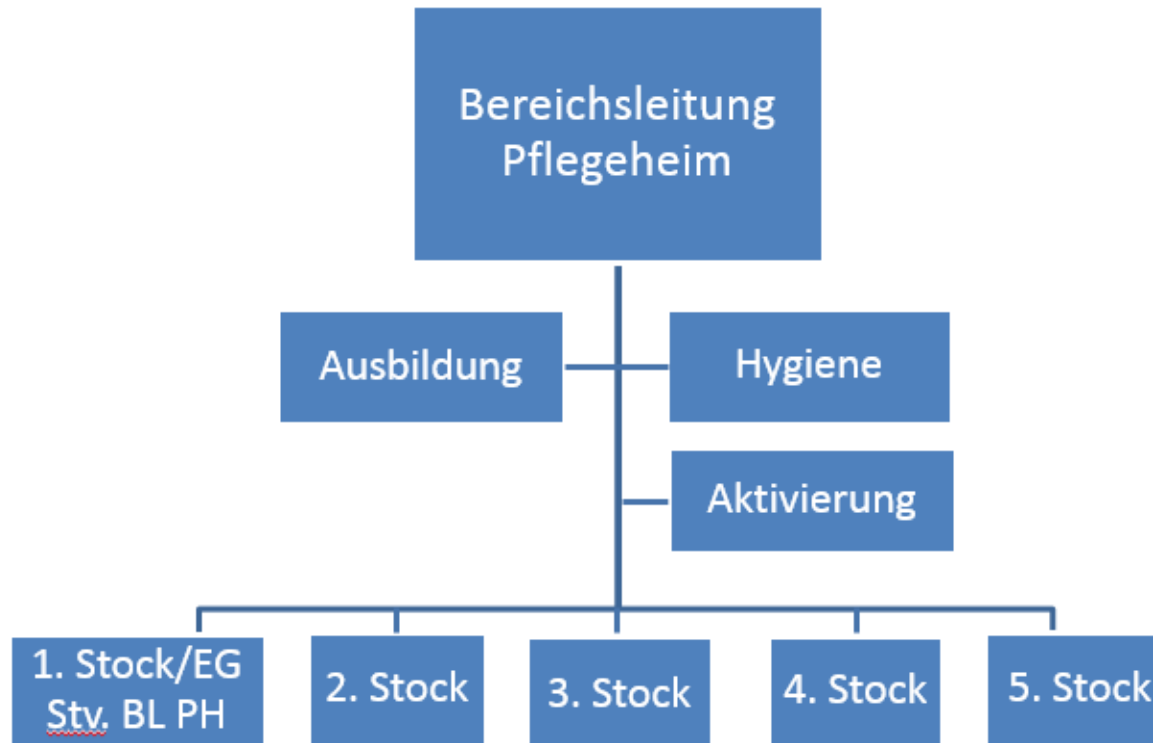 Bereichsleitung
Pflegeheim
Ausbildung
Hygiene
Aktivierung
1. Stock/EG
Stv. BL PH
2. Stock
3. Stock
4. Stock
5. Stock